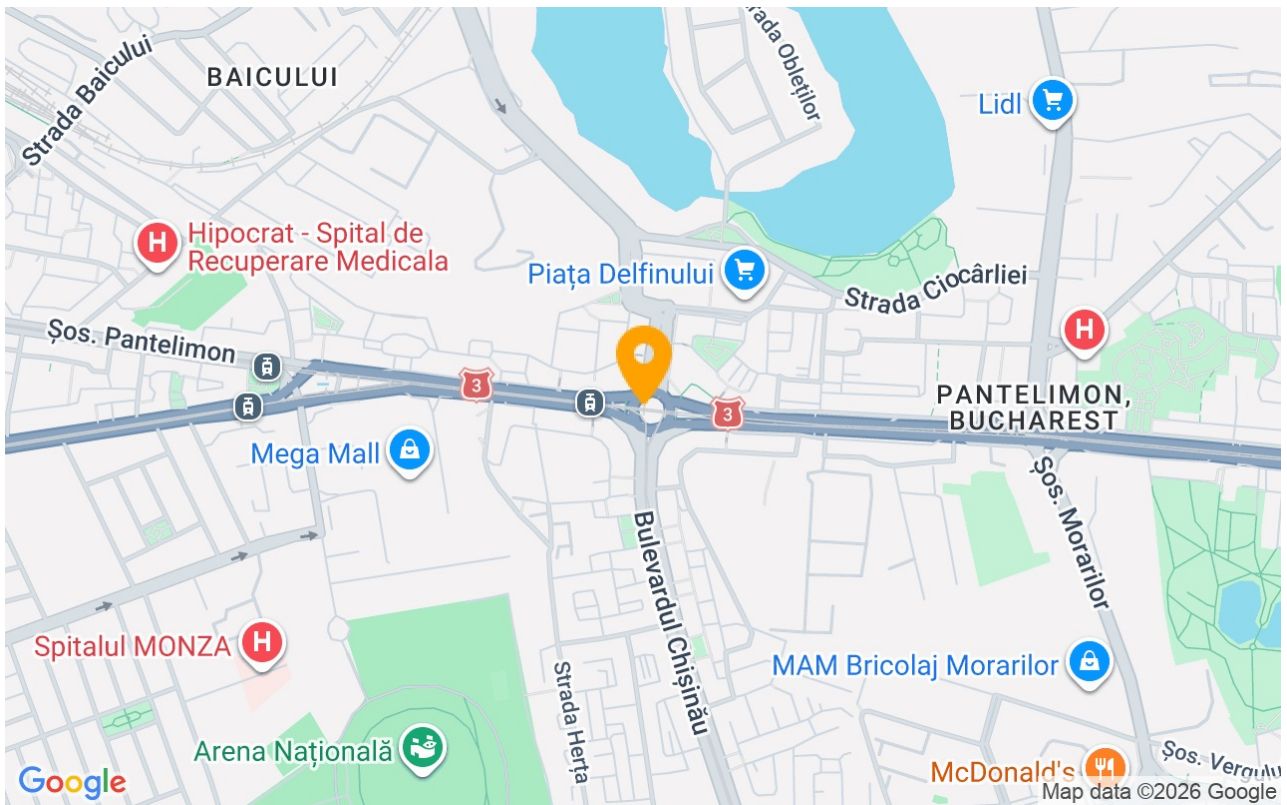 BAICULUI
Strada Baicului
Strada Obleților
Lidl
Hipocrat - Spital de
Recuperare Medicala
Piața Delfinului
Strada Ciocârliei
H
H
Șos. Pantelimon
3
3
PANTELIMON,
BUCHAREST
Mega Mall
Șos. Morarilor
Bulevardul Chișinău
Spitalul MONZA
H
MAM Bricolaj Morarilor
Strada Herța
Arena Națională
McDonald's
Șos. Vergulu
Google
Map data ©2026 Google